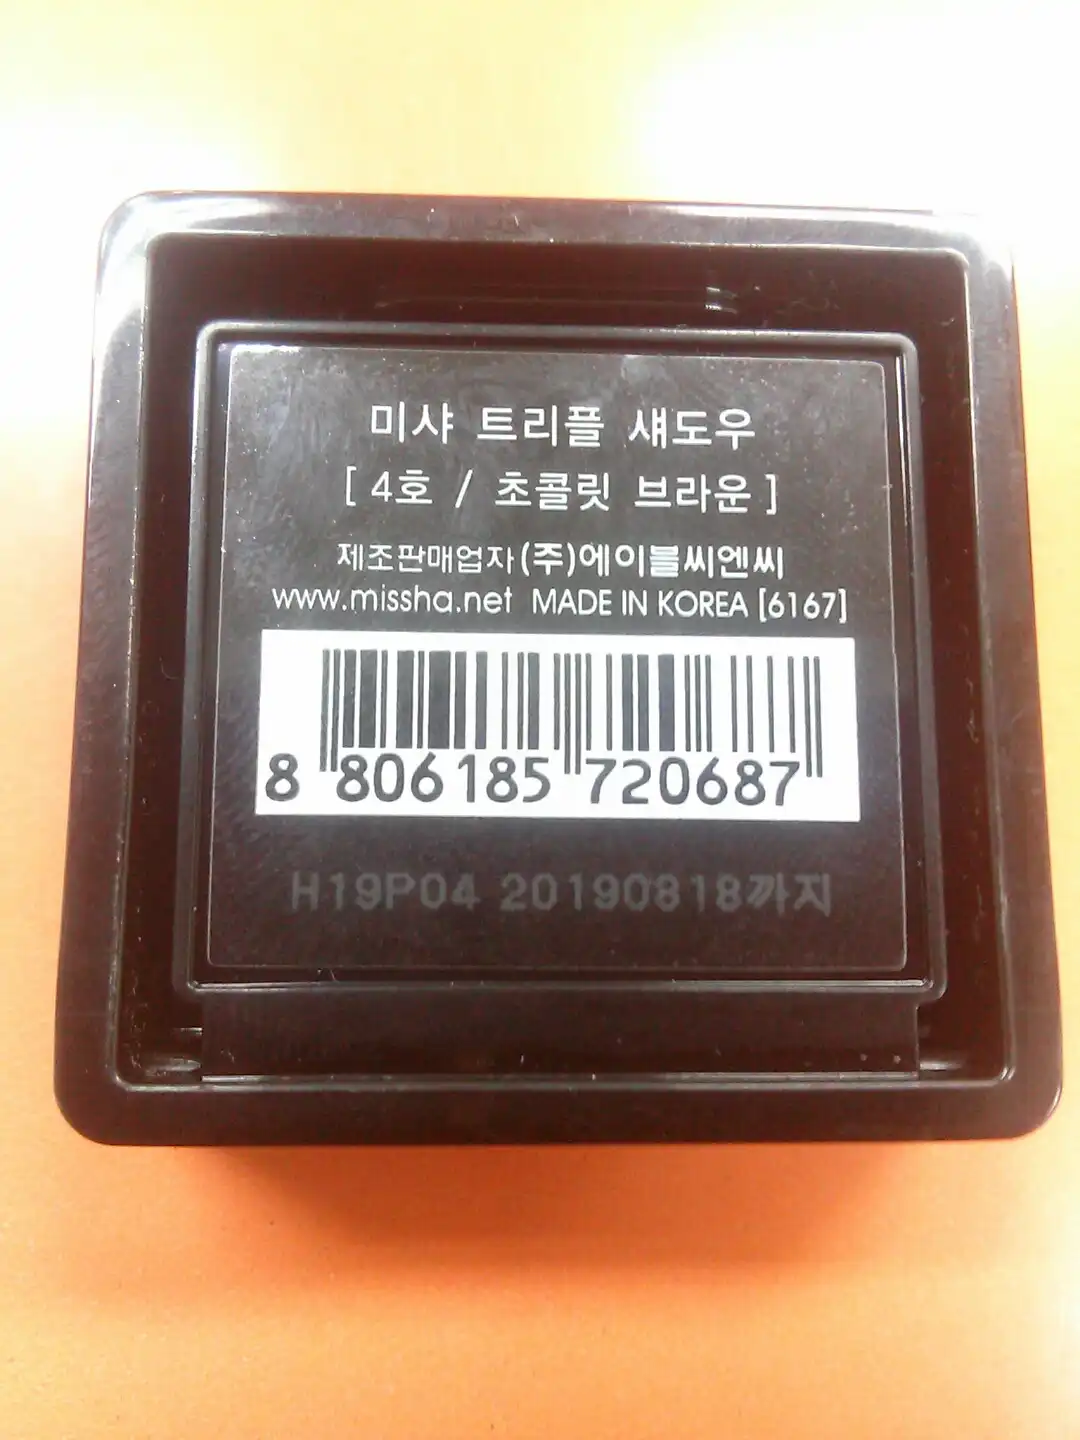 미샤 트리플 섀도우
[ 4호 / 초콜릿 브라운 ]
제조판매업자 (주)에이블씨엔씨
www.missha.net MADE IN KOREA [6167]
8 806185 720687
H19P04 20190818까지